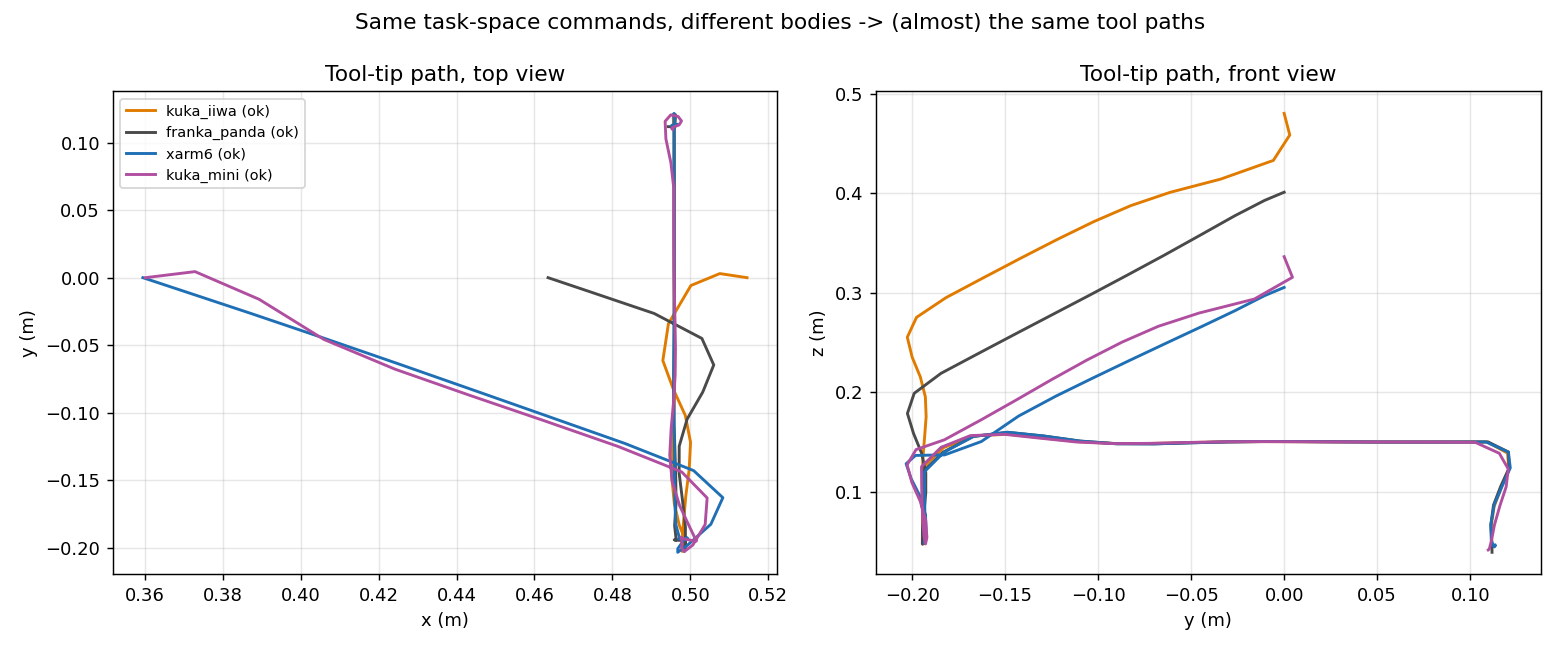 Same task-space commands, different bodies -> (almost) the same tool paths
Tool-tip path, top view
kuka_iiwa (ok)
franka_panda (ok)
xarm6 (ok)
kuka_mini (ok)
0.10
0.05
0.00
−0.05
−0.10
−0.15
−0.20
y (m)
0.36 0.38 0.40 0.42 0.44 0.46 0.48 0.50 0.52
x (m)
Tool-tip path, front view
0.5
0.4
0.3
0.2
0.1
z (m)
−0.20 −0.15 −0.10 −0.05 0.00 0.05 0.10
y (m)